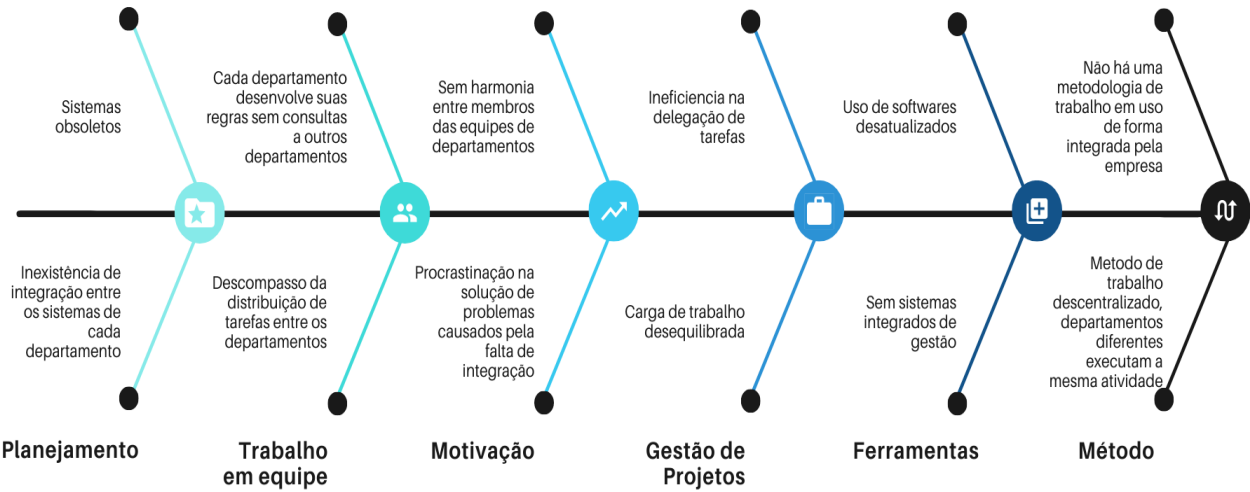 Sistemas
obsoletos
Cada departamento
desenvolve suas
regras sem consultas
a outros
departamentos
Sem harmonia
entre membros
das equipes de
departamentos
Ineficiencia na
delegação de
tarefas
Uso de softwares
desatualizados
Não há uma
metodologia de
trabalho em uso
de forma
integrada pela
empresa
Inexistência de
integração entre
os sistemas de
cada
departamento
Descompasso da
distribuição de
tarefas entre os
departamentos
Procrastinação na
solução de
problemas
causados pela
falta de
integração
Carga de trabalho
desequilibrada
Sem sistemas
integrados de
gestão
Metodo de
trabalho
descentralizado,
departamentos
diferentes
executam a
mesma atividade
Planejamento
Trabalho
em equipe
Motivação
Gestão de
Projetos
Ferramentas
Método